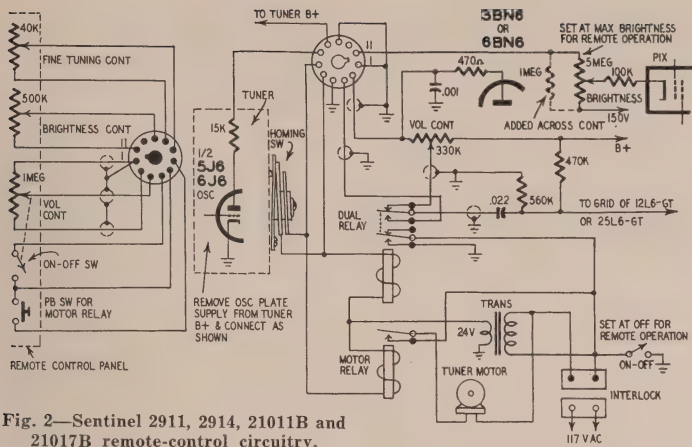 TO TUNER B+
3BN6
OR
6BN6
SET AT MAX BRIGHTNESS
FOR REMOTE OPERATION
40K
FINE TUNING CONT
500K
BRIGHTNESS CONT
1MEG
VOL
CONT
ON-OFF SW
PB SW FOR
MOTOR RELAY
REMOTE CONTROL PANEL
11
1
TUNER
15K
1/2
5J6
6J6
OSC
HOMING
SW
REMOVE OSC PLATE
SUPPLY FROM TUNER
B+ & CONNECT AS
SHOWN
11
1
470Ω
.001
1MEG
5MEG
100K
PIX
BRIGHTNESS
150V
ADDED ACROSS CONT
VOL CONT
330K
B+
470K
DUAL
RELAY
.022
560K
TO GRID OF 12L6-GT
OR 25L6-GT
TRANS
24V
MOTOR
RELAY
TUNER MOTOR
SET AT OFF FOR
REMOTE OPERATION
ON-OFF
INTERLOCK
117 VAC
Fig. 2—Sentinel 2911, 2914, 21011B and
21017B remote-control circuitry.